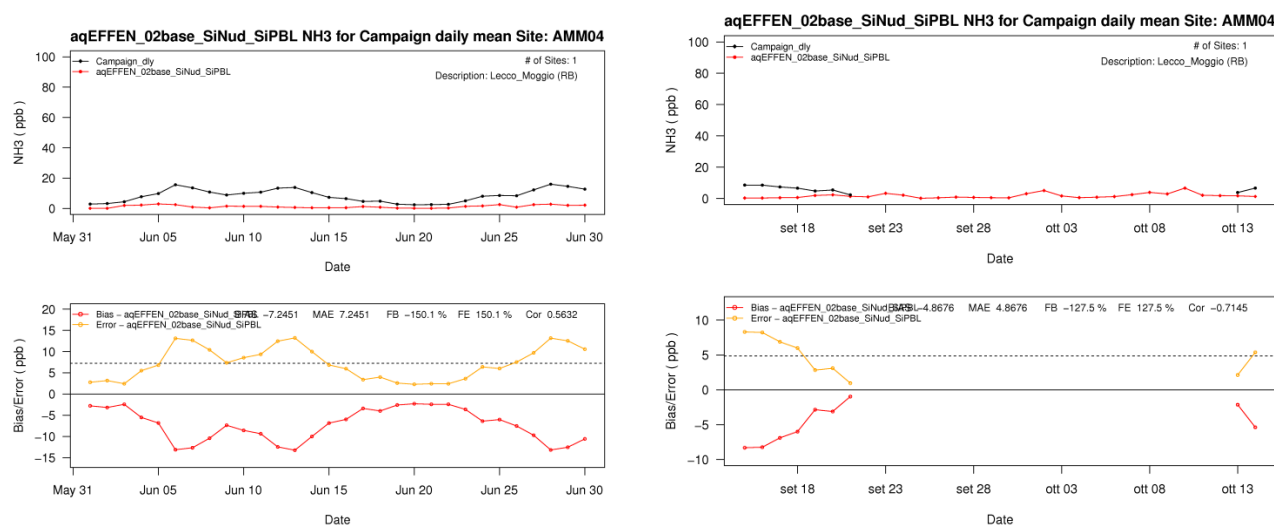 aqEFFEN_02base_SiNud_SiPBL NH3 for Campaign daily mean Site: AMM04
100
80
60
40
20
0
NH3 ( ppb )
Campaign_dly
aqEFFEN_02base_SiNud_SiPBL
# of Sites: 1
Description: Lecco_Moggio (RB)
May 31 Jun 05 Jun 10 Jun 15 Jun 20 Jun 25 Jun 30
Date
20
15
10
5
0
−5
−10
−15
Bias/Error ( ppb )
Bias − aqEFFEN_02base_SiNud_SiPBL −7.2451 MAE 7.2451 FB −150.1 % FE 150.1 % Cor 0.5632
Error − aqEFFEN_02base_SiNud_SiPBL
May 31 Jun 05 Jun 10 Jun 15 Jun 20 Jun 25 Jun 30
Date
aqEFFEN_02base_SiNud_SiPBL NH3 for Campaign daily mean Site: AMM04
100
80
60
40
20
0
NH3 ( ppb )
Campaign_dly
aqEFFEN_02base_SiNud_SiPBL
# of Sites: 1
Description: Lecco_Moggio (RB)
set 18 set 23 set 28 ott 03 ott 08 ott 13
Date
10
5
0
−5
−10
Bias/Error ( ppb )
Bias − aqEFFEN_02base_SiNud_SiPBL −4.8676 MAE 4.8676 FB −127.5 % FE 127.5 % Cor −0.7145
Error − aqEFFEN_02base_SiNud_SiPBL
set 18 set 23 set 28 ott 03 ott 08 ott 13
Date